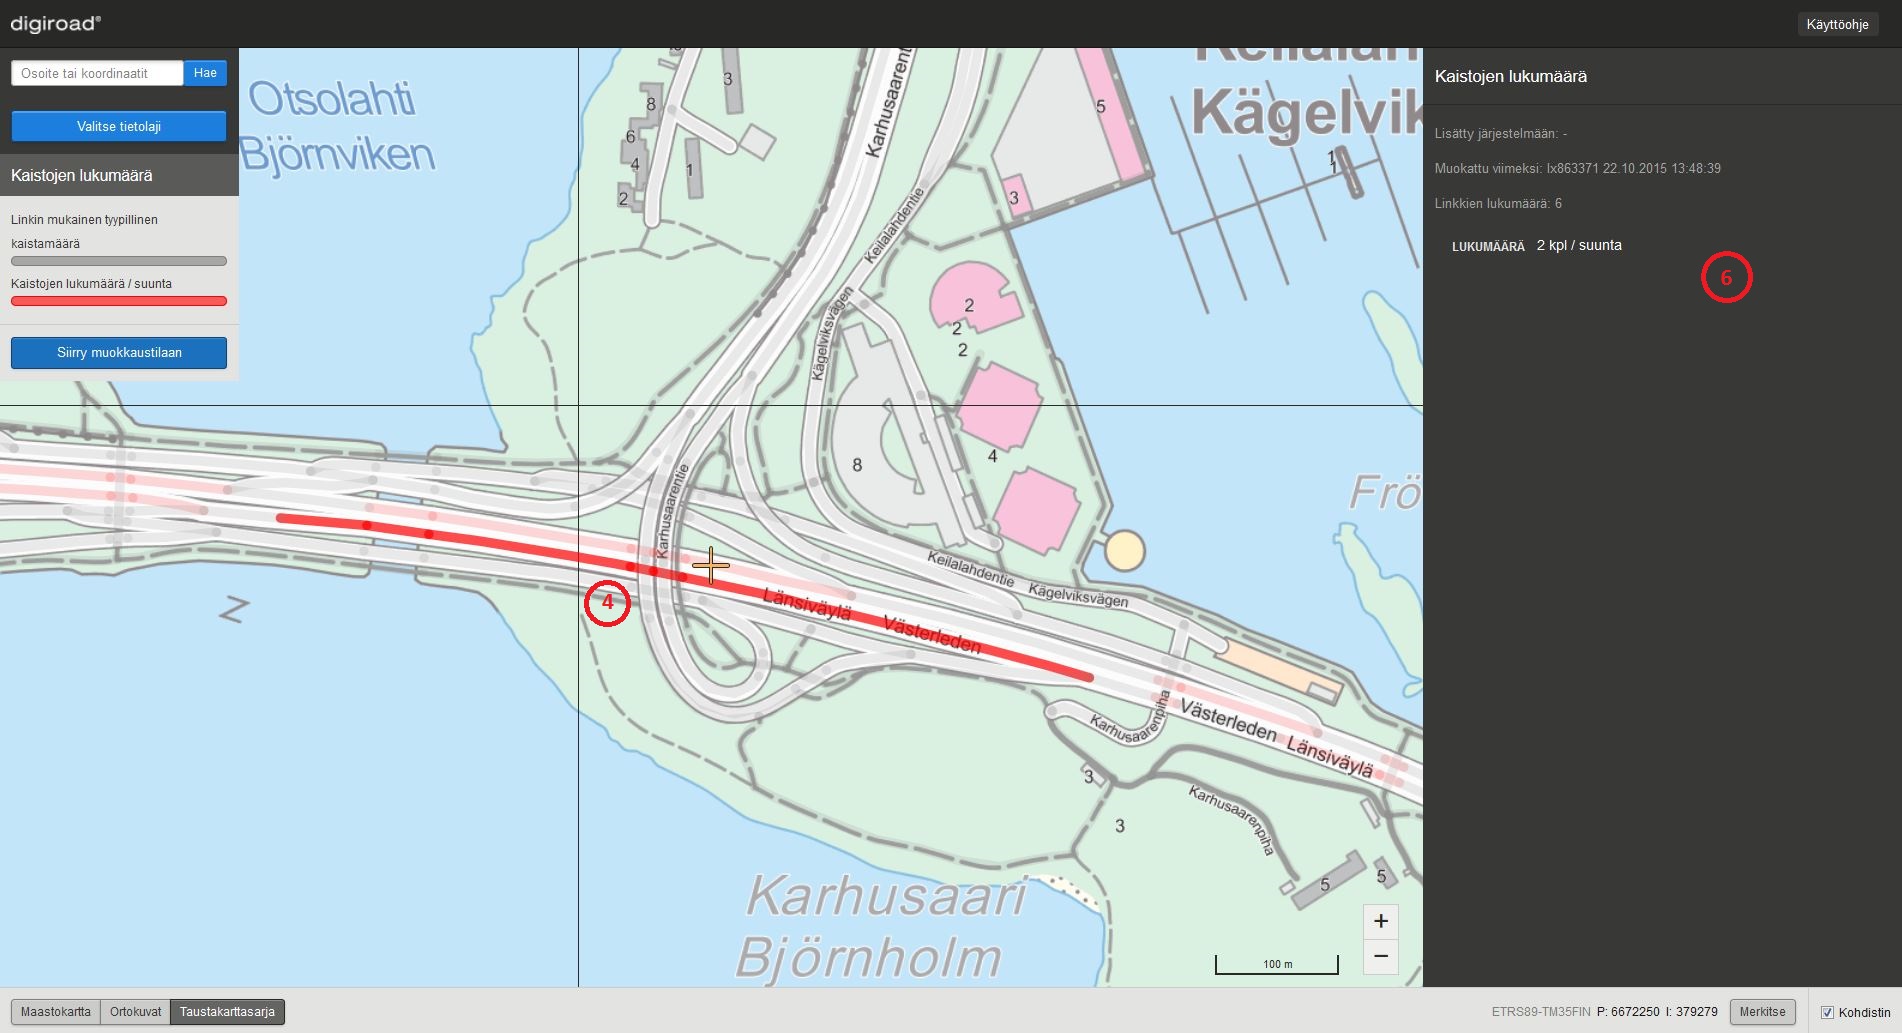 digiroad®
Käyttöohje
Osoite tai koordinaatit
Hae
Valitse tietolaji
Kaistojen lukumäärä
Linkin mukainen tyypillinen
kaistamäärä
Kaistojen lukumäärä / suunta
Siirry muokkaustilaan
Otsolahti
Björnviken
Karhusaarent
Kägelvik
Keilalahdentie
Kägelviksvägen
3
8
6
4
1
2
5
3
1
1
2
2
2
4
8
Frö
Karhusaarentie
Keilalahdentie
Kägelviksvägen
4
Länsiväylä
Västerleden
Västerleden
Länsiväylä
Karhusaarenpiha
3
3
Karhusaarenpiha
5
5
Karhusaari
Björnholm
+
−
100 m
Kaistojen lukumäärä
Lisätty järjestelmään: -
Muokattu viimeksi: lx863371 22.10.2015 13:48:39
Linkkien lukumäärä: 6
LUKUMÄÄRÄ 2 kpl / suunta
6
Maastokartta
Ortokuvat
Taustakarttasarja
ETRS89-TM35FIN P: 6672250 I: 379279
Merkitse
Kohdistin